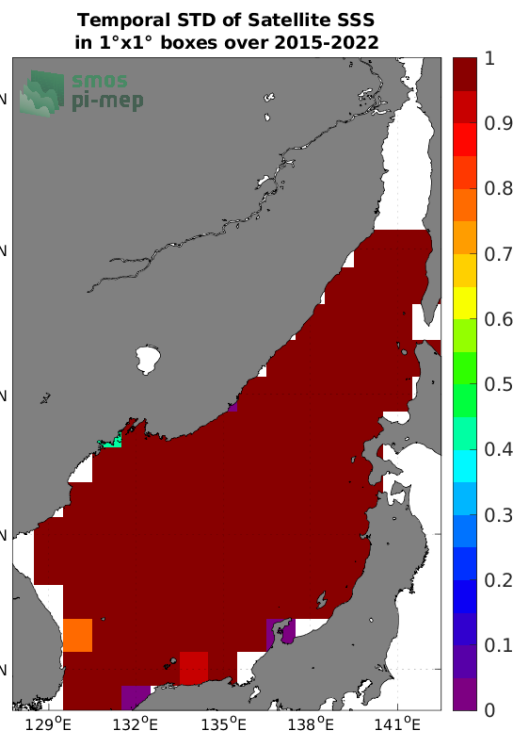 Temporal STD of Satellite SSS
in 1°x1° boxes over 2015-2022
smos
pi-mep
N
N
N
N
N
129°E 132°E 135°E 138°E 141°E
1
0.9
0.8
0.7
0.6
0.5
0.4
0.3
0.2
0.1
0